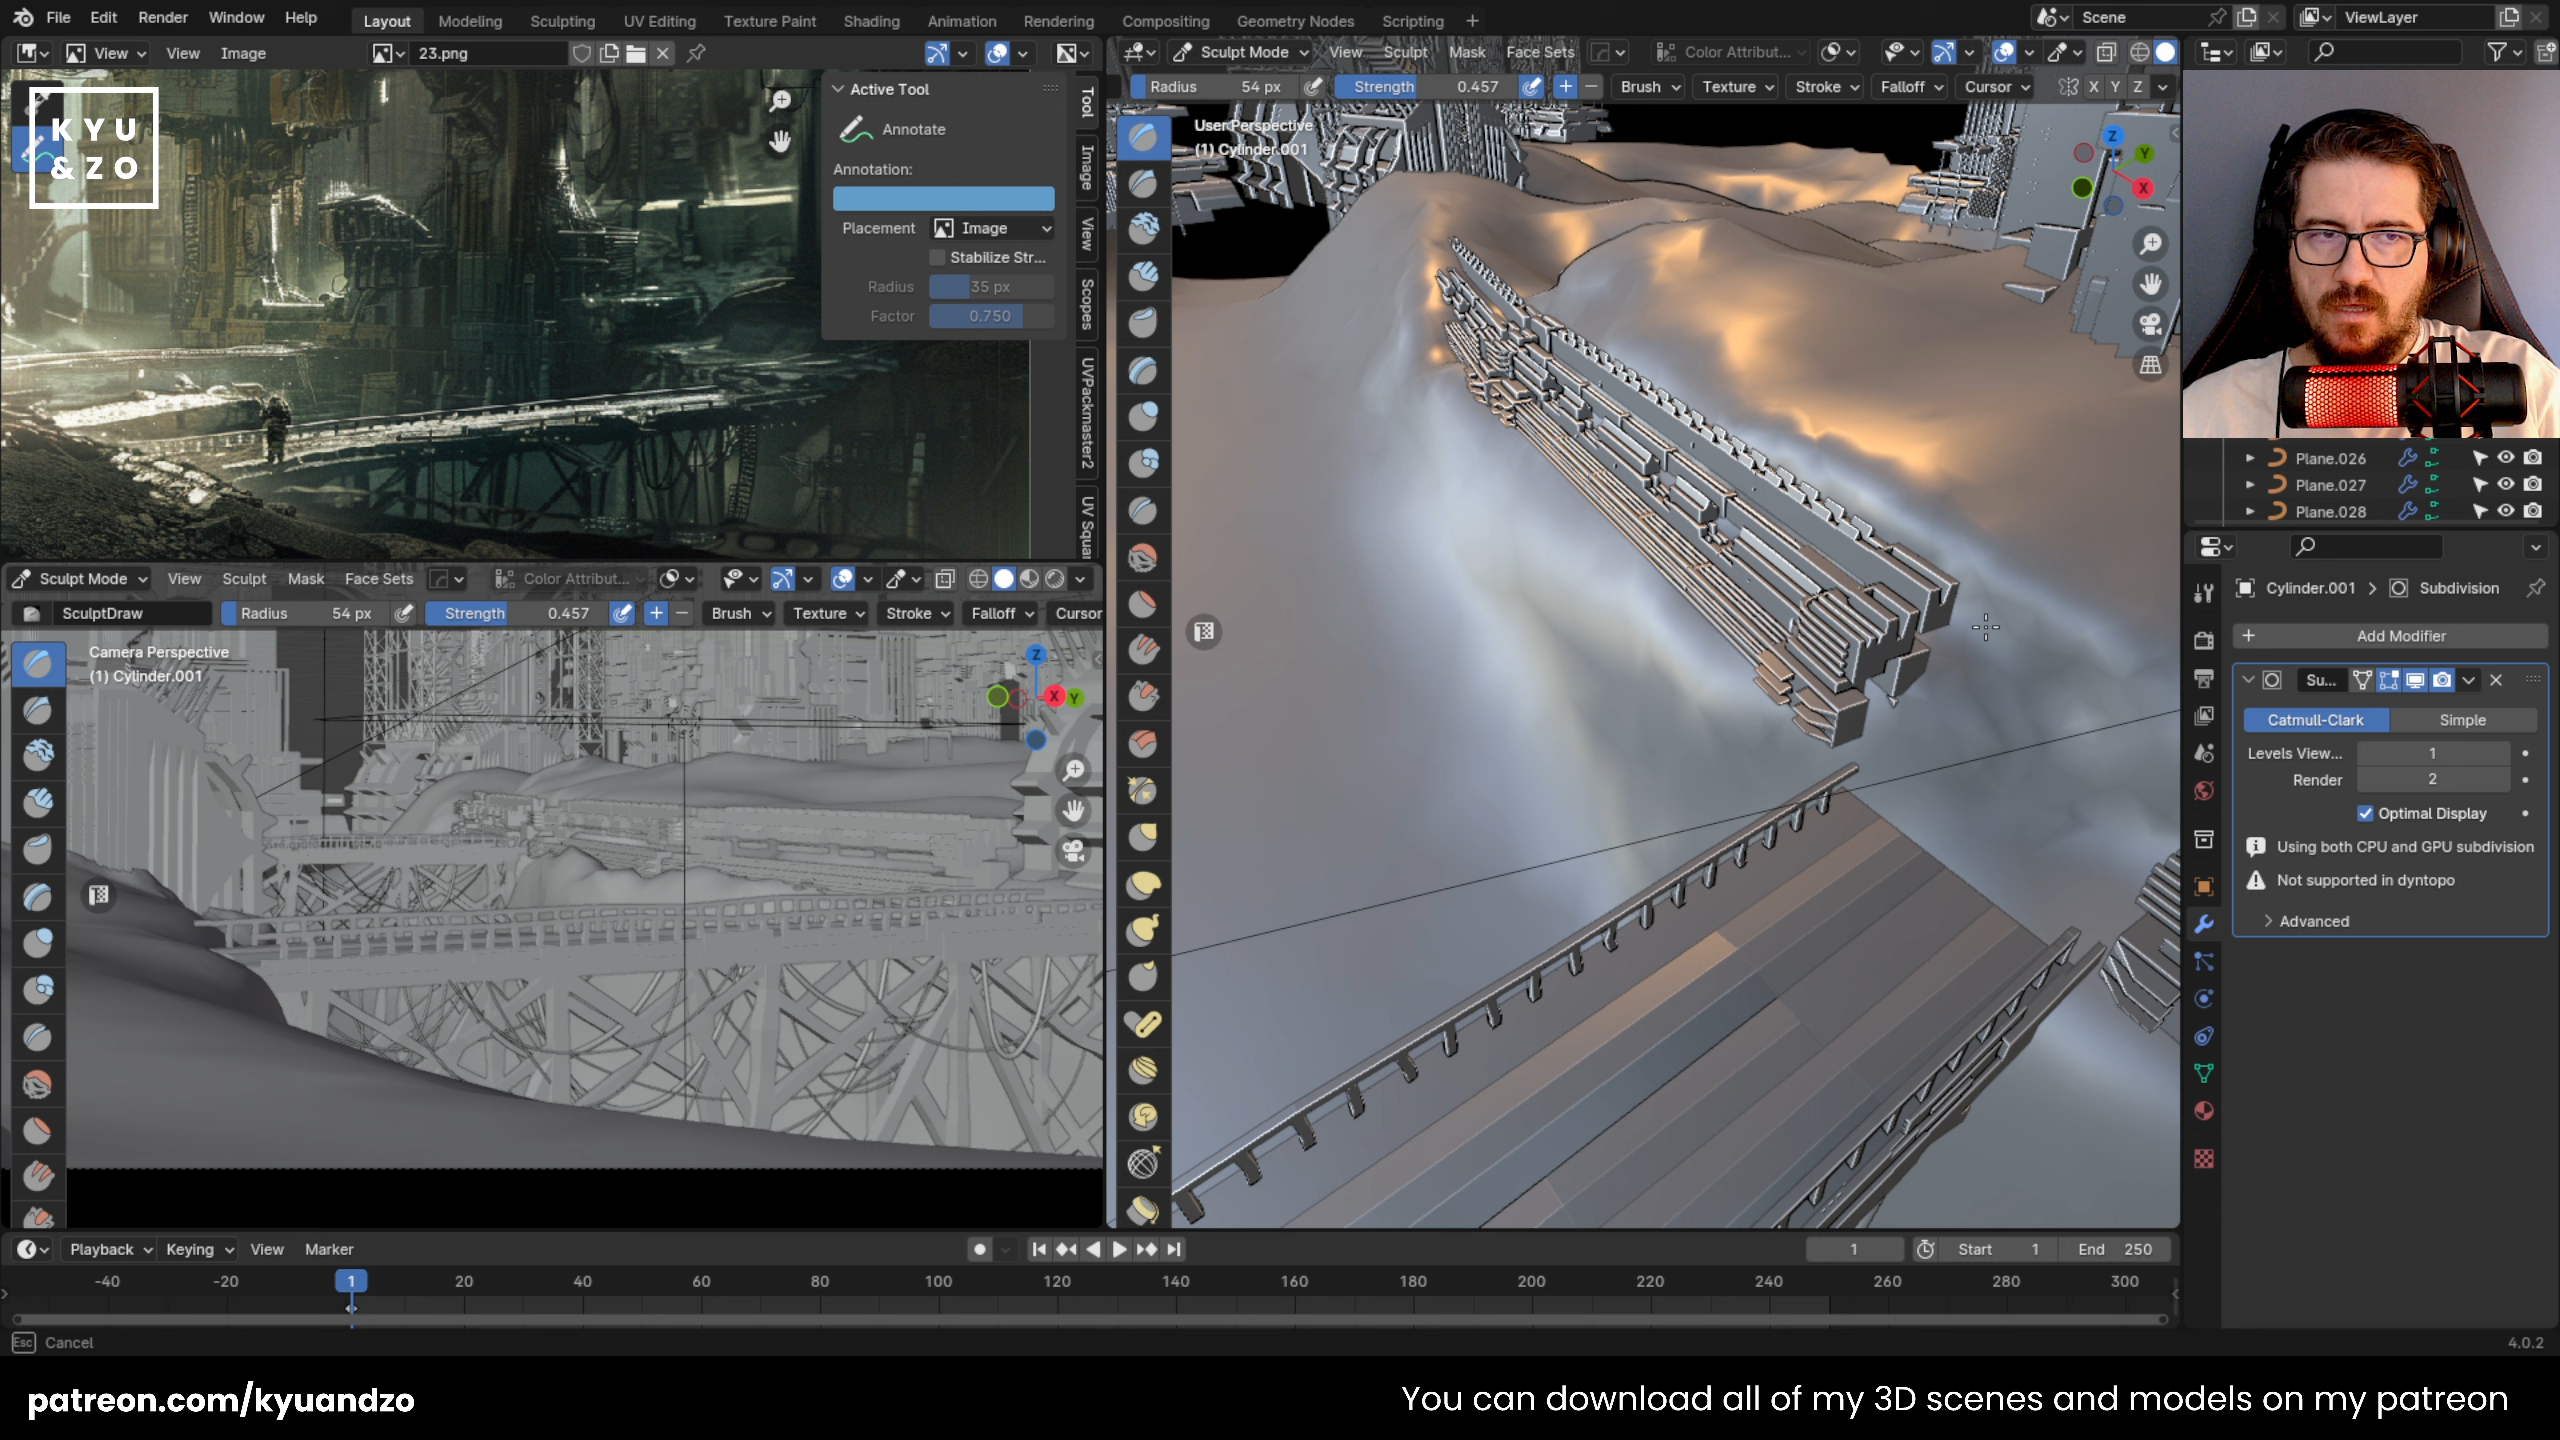 File Edit Render Window Help Layout Modeling Sculpting UV Editing Texture Paint Shading Animation Rendering Compositing Geometry Nodes Scripting + Scene ViewLayer
View View Image 23.png
Sculpt Mode View Sculpt Mask Face Sets Color Attribut...
Radius 54 px Strength 0.457 Brush Texture Stroke Falloff Cursor X Y Z
KYU
&ZO
Active Tool
Annotate
Annotation:
Placement Image
Stabilize Str...
Radius 35 px
Factor 0.750
Tool
Image
View
Scopes
UVPackmaster2
UV Squar
User Perspective
(1) Cylinder.001
Z
Y
X
Plane.026
Plane.027
Plane.028
Sculpt Mode View Sculpt Mask Face Sets Color Attribut...
SculptDraw Radius 54 px Strength 0.457 Brush Texture Stroke Falloff Cursor
Camera Perspective
(1) Cylinder.001
Z
X Y
Cylinder.001 > Subdivision
Add Modifier
Su...
Catmull-Clark Simple
Levels View... 1
Render 2
Optimal Display
Using both CPU and GPU subdivision
Not supported in dyntopo
Advanced
Playback Keying View Marker 1 Start 1 End 250
-40 -20 1 20 40 60 80 100 120 140 160 180 200 220 240 260 280 300
Esc Cancel 4.0.2
patreon.com/kyuandzo You can download all of my 3D scenes and models on my patreon